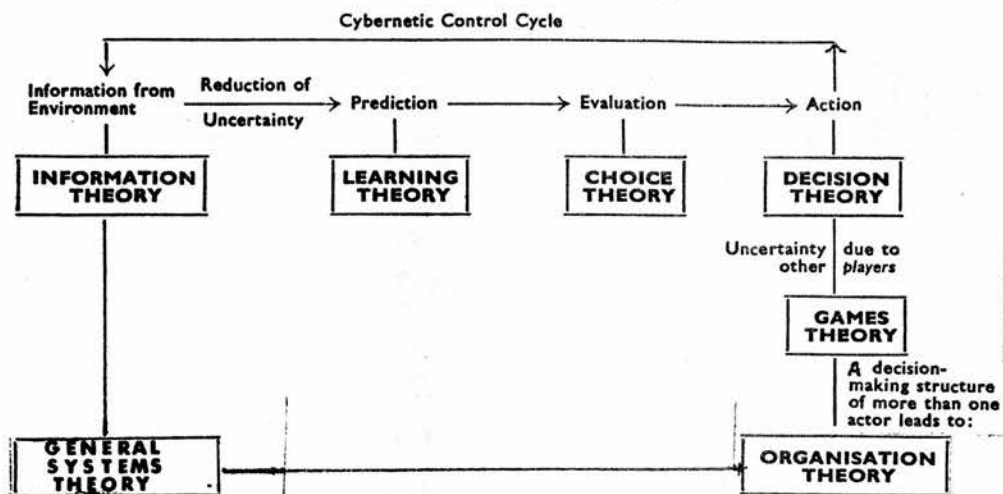 Cybernetic Control Cycle
Information from
Environment
Reduction of
Uncertainty
Prediction
Evaluation
Action
INFORMATION
THEORY
LEARNING
THEORY
CHOICE
THEORY
DECISION
THEORY
Uncertainty due to
other players
GAMES
THEORY
A decision-
making structure
of more than one
actor leads to:
GENERAL
SYSTEMS
THEORY
ORGANISATION
THEORY